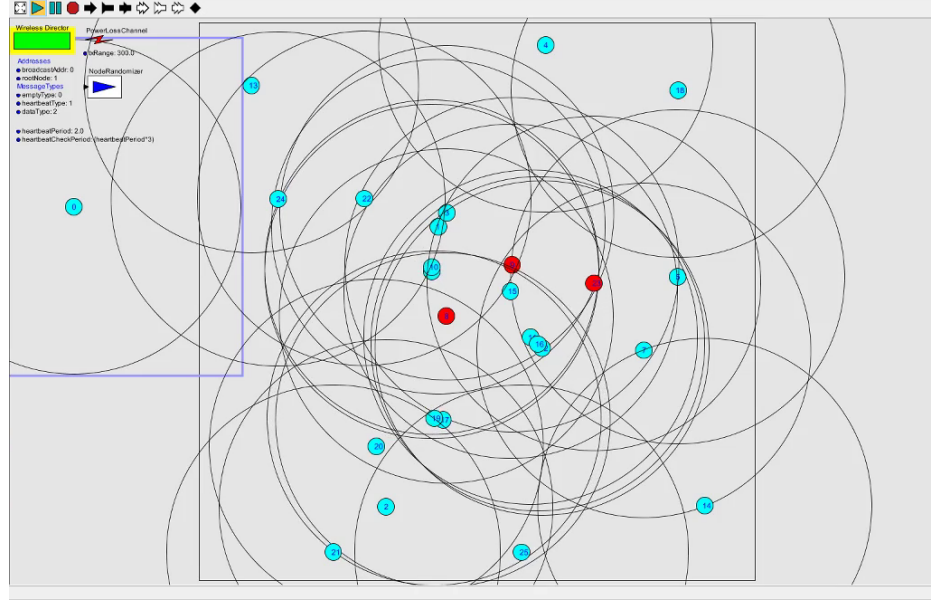 Wireless Director
PowerLossChannel
txRange: 300.0
Addresses
broadcastAddr: 0
rootNode: 1
NodeRandomizer
MessageTypes
emptyType: 0
heartbeatType: 1
dataType: 2
heartbeatPeriod: 2.0
heartbeatCheckPeriod: (heartbeatPeriod*3)
4
13
18
24
22
0
10
5
15
16
7
19
17
20
2
14
21
25